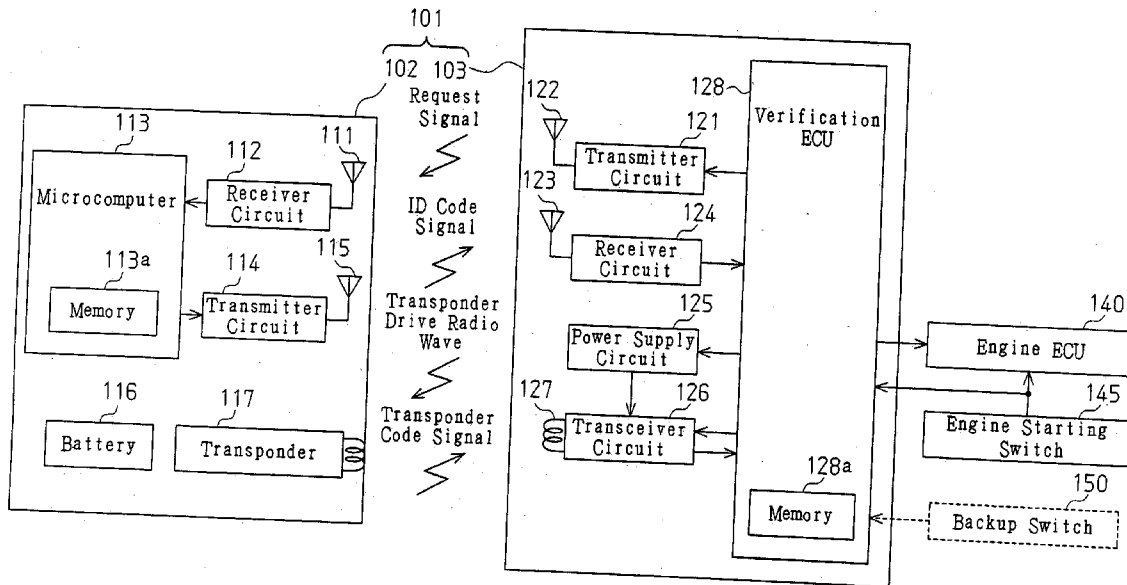 101
102 103
Request
Signal
ID Code
Signal
Transponder
Drive Radio
Wave
Transponder
Code Signal
113
Microcomputer
112
Receiver
Circuit
111
113a
Memory
114
Transmitter
Circuit
115
116
Battery
117
Transponder
122
121
Transmitter
Circuit
123
124
Receiver
Circuit
125
Power Supply
Circuit
127
126
Transceiver
Circuit
128
Verification
ECU
128a
Memory
140
Engine ECU
145
Engine Starting
Switch
150
Backup Switch